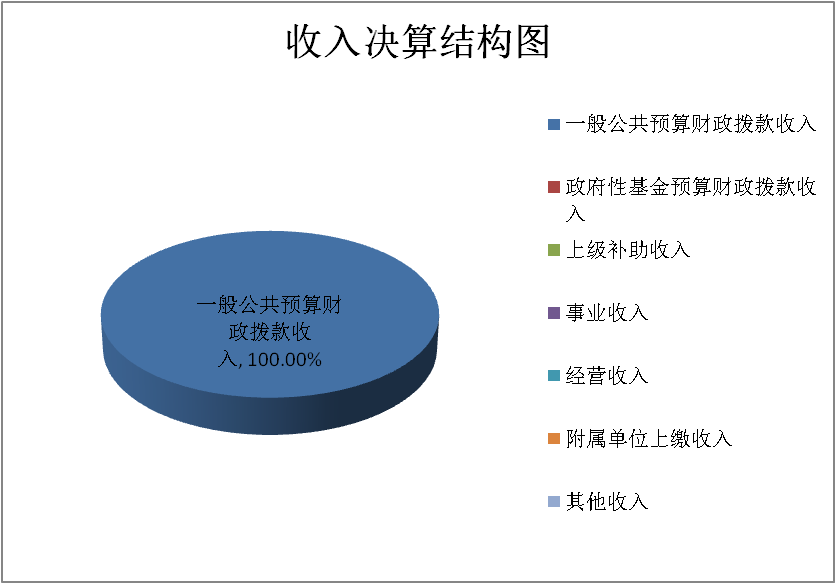 收入决算结构图
一般公共预算财政拨款收入
政府性基金预算财政拨款收
入
上级补助收入
事业收入
经营收入
附属单位上缴收入
其他收入
一般公共预算财
政拨款收
入, 100.00%